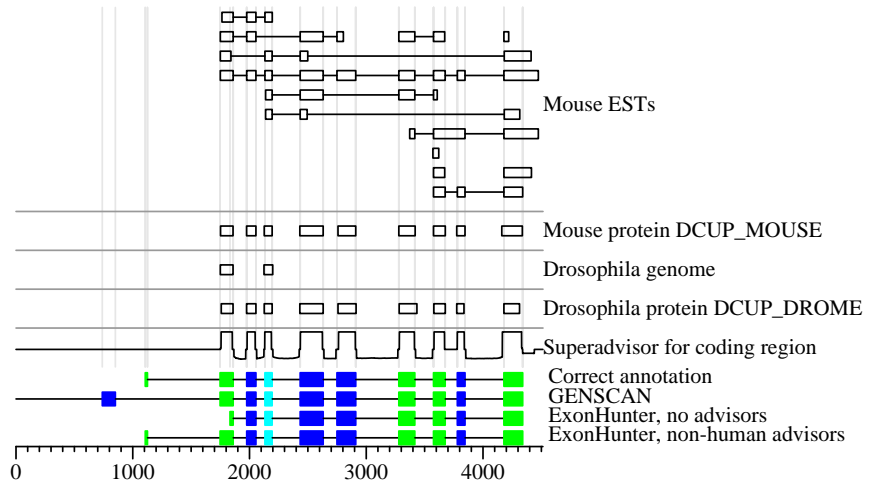 Mouse ESTs
Mouse protein DCUP_MOUSE
Drosophila genome
Drosophila protein DCUP_DROME
Superadvisor for coding region
Correct annotation
GENSCAN
ExonHunter, no advisors
ExonHunter, non-human advisors
0 1000 2000 3000 4000